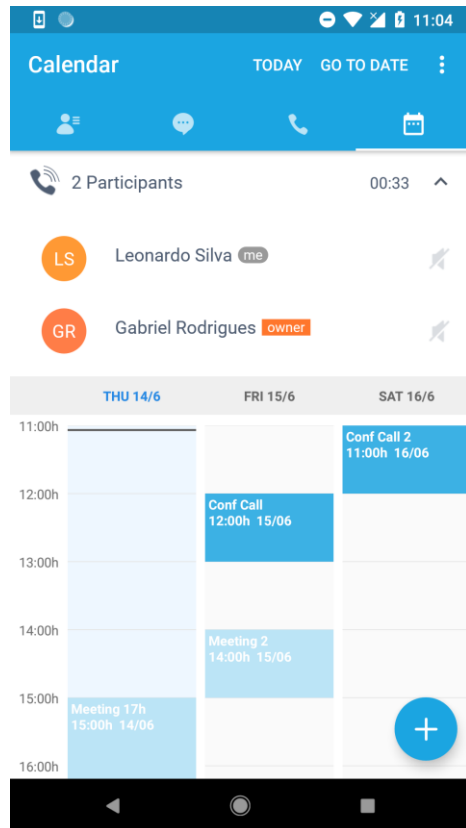 11:04
Calendar TODAY GO TO DATE
2 Participants 00:33
LS Leonardo Silva me
GR Gabriel Rodrigues owner
THU 14/6 FRI 15/6 SAT 16/6
11:00h
Conf Call 2
11:00h 16/06
12:00h
Conf Call
12:00h 15/06
13:00h
14:00h
Meeting 2
14:00h 15/06
15:00h
Meeting 17h
15:00h 14/06
16:00h